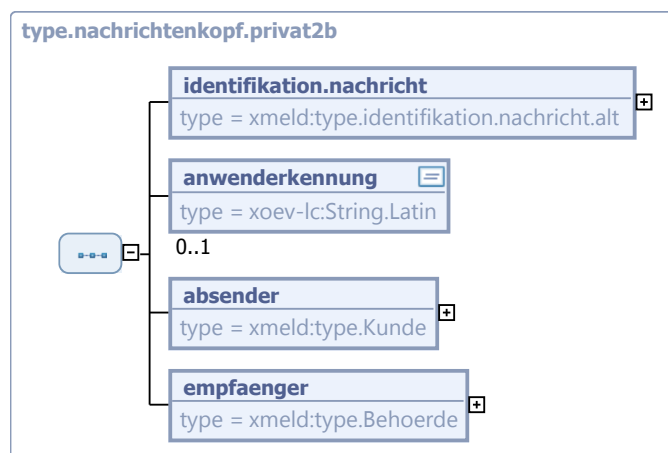 type.nachrichtenkopf.privat2b
identifikation.nachricht
type = xmeld:type.identifikation.nachricht.alt
anwenderkennung
type = xoev-lc:String.Latin
0..1
absender
type = xmeld:type.Kunde
empfaenger
type = xmeld:type.Behoerde